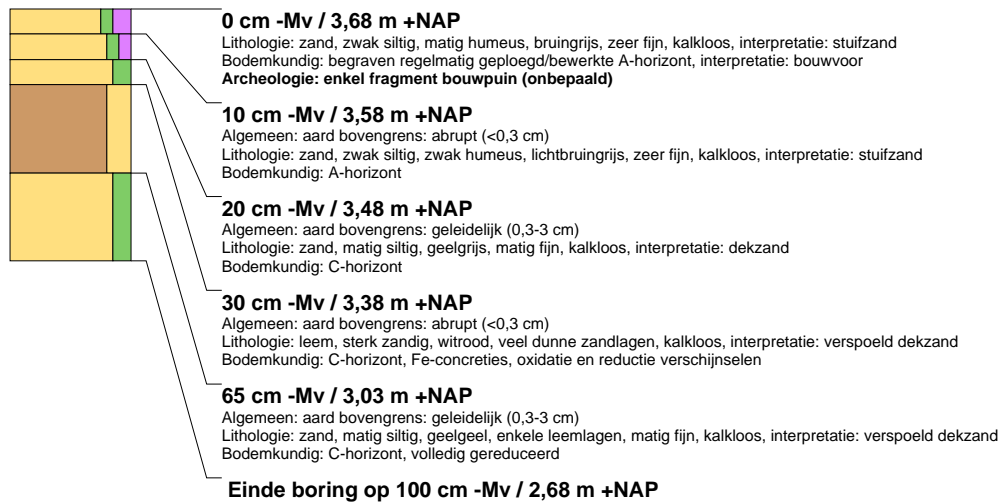 0 cm -Mv / 3,68 m +NAP
Lithologie: zand, zwak siltig, matig humeus, bruingrijs, zeer fijn, kalkloos, interpretatie: stuifzand
Bodemkundig: begraven regelmatig geploegd/bewerkte A-horizont, interpretatie: bouwvoor
Archeologie: enkel fragment bouwpuin (onbepaald)
10 cm -Mv / 3,58 m +NAP
Algemeen: aard bovengrens: abrupt (<0,3 cm)
Lithologie: zand, zwak siltig, zwak humeus, lichtbruingrijs, zeer fijn, kalkloos, interpretatie: stuifzand
Bodemkundig: A-horizont
20 cm -Mv / 3,48 m +NAP
Algemeen: aard bovengrens: geleidelijk (0,3-3 cm)
Lithologie: zand, matig siltig, geelgrijs, matig fijn, kalkloos, interpretatie: dekzand
Bodemkundig: C-horizont
30 cm -Mv / 3,38 m +NAP
Algemeen: aard bovengrens: abrupt (<0,3 cm)
Lithologie: leem, sterk zandig, witrood, veel dunne zandlagen, kalkloos, interpretatie: verspoeld dekzand
Bodemkundig: C-horizont, Fe-concreties, oxidatie en reductie verschijnselen
65 cm -Mv / 3,03 m +NAP
Algemeen: aard bovengrens: geleidelijk (0,3-3 cm)
Lithologie: zand, matig siltig, geelgeel, enkele leemlagen, matig fijn, kalkloos, interpretatie: verspoeld dekzand
Bodemkundig: C-horizont, volledig gereduceerd
Einde boring op 100 cm -Mv / 2,68 m +NAP